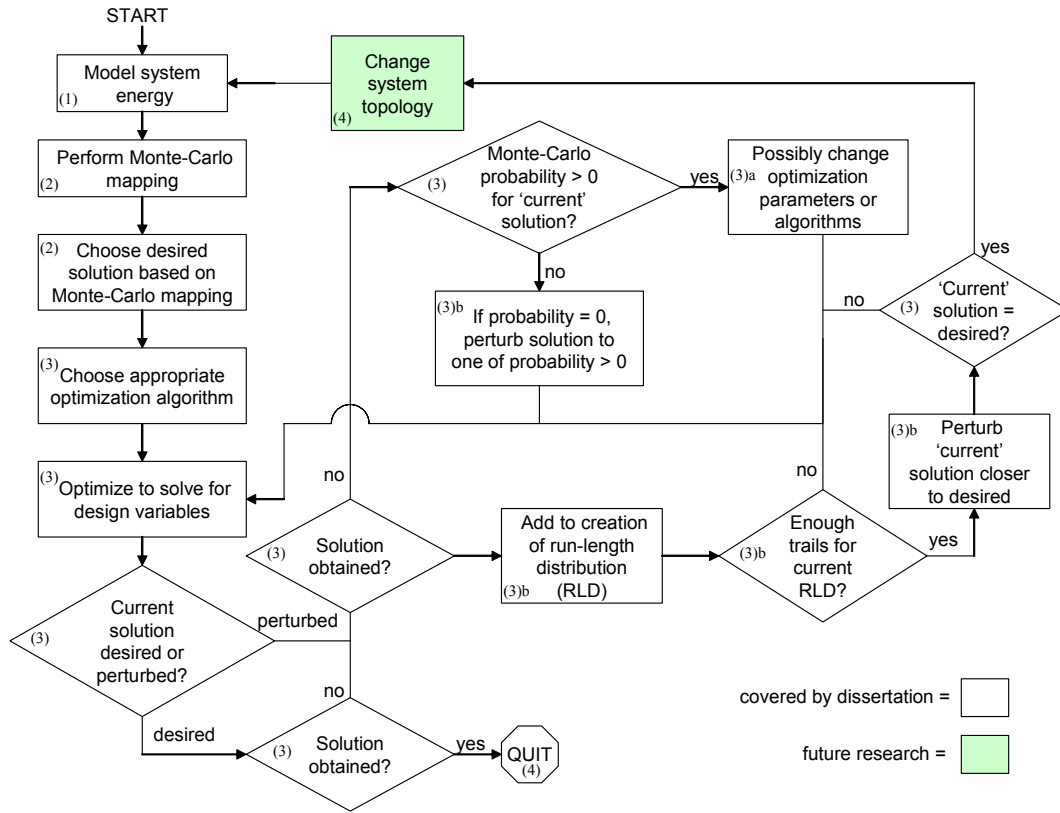 START
Model system
energy
(1)
Change
system
topology
(4)
Perform Monte-Carlo
mapping
(2)
Monte-Carlo
probability > 0
for ‘current’
solution?
(3)
yes
Possibly change
optimization
parameters or
algorithms
(3)a
(2)
Choose desired
solution based on
Monte-Carlo mapping
no
(3)b
If probability = 0,
perturb solution to
one of probability > 0
yes
no
‘Current’
solution =
desired?
(3)
(3)
Choose appropriate
optimization algorithm
(3)b
Perturb
‘current’
solution closer
to desired
(3)
Optimize to solve for
design variables
no
(3)
Solution
obtained?
Add to creation
of run-length
distribution
(RLD)
(3)b
no
Enough
trails for
current
RLD?
(3)b
yes
Current
solution
desired or
perturbed?
(3)
perturbed
no
desired
(3)
Solution
obtained?
yes
QUIT
(4)
covered by dissertation =
future research =